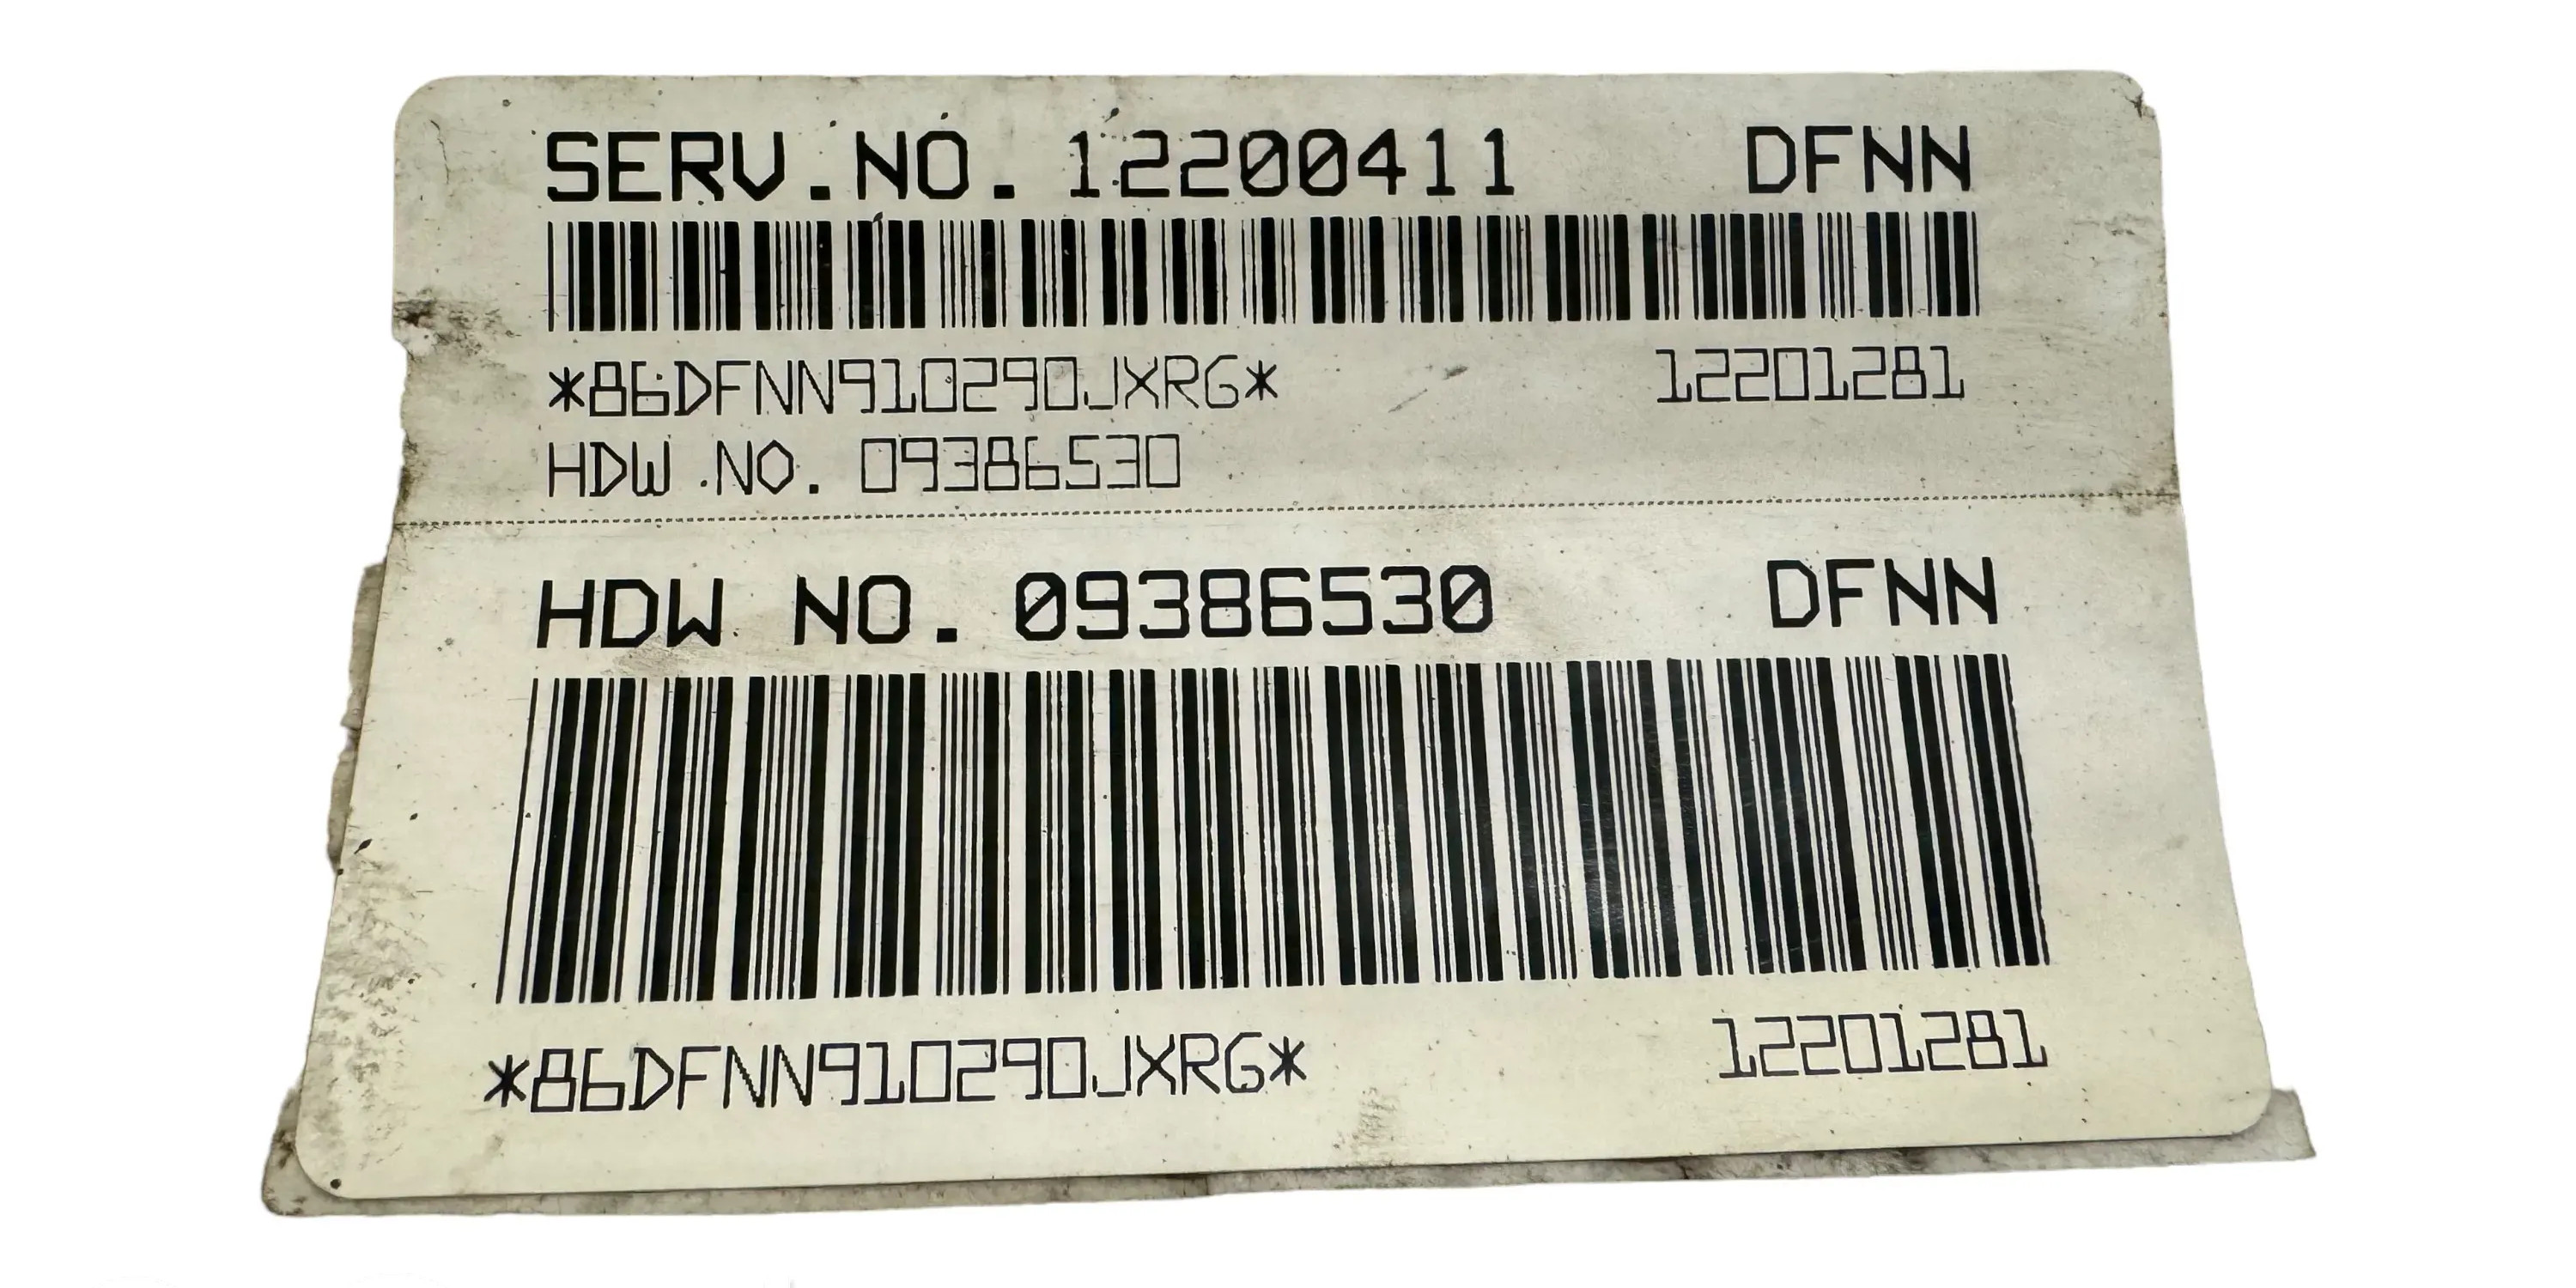 SERV.NO. 12200411 DFNN
*86DFNN910290JXRG* 12201281
HDW .NO. 09386530
HDW NO. 09386530 DFNN
*86DFNN910290JXRG* 12201281